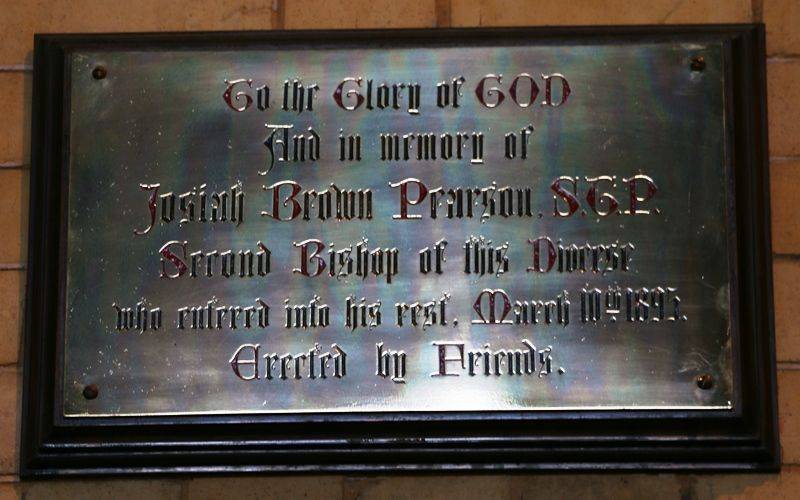 To the Glory of GOD
And in memory of
Josiah Brown Pearson. S.T.P.
Second Bishop of this Diocese
who entered into his rest. March 10th 1895.
Erected by Friends.